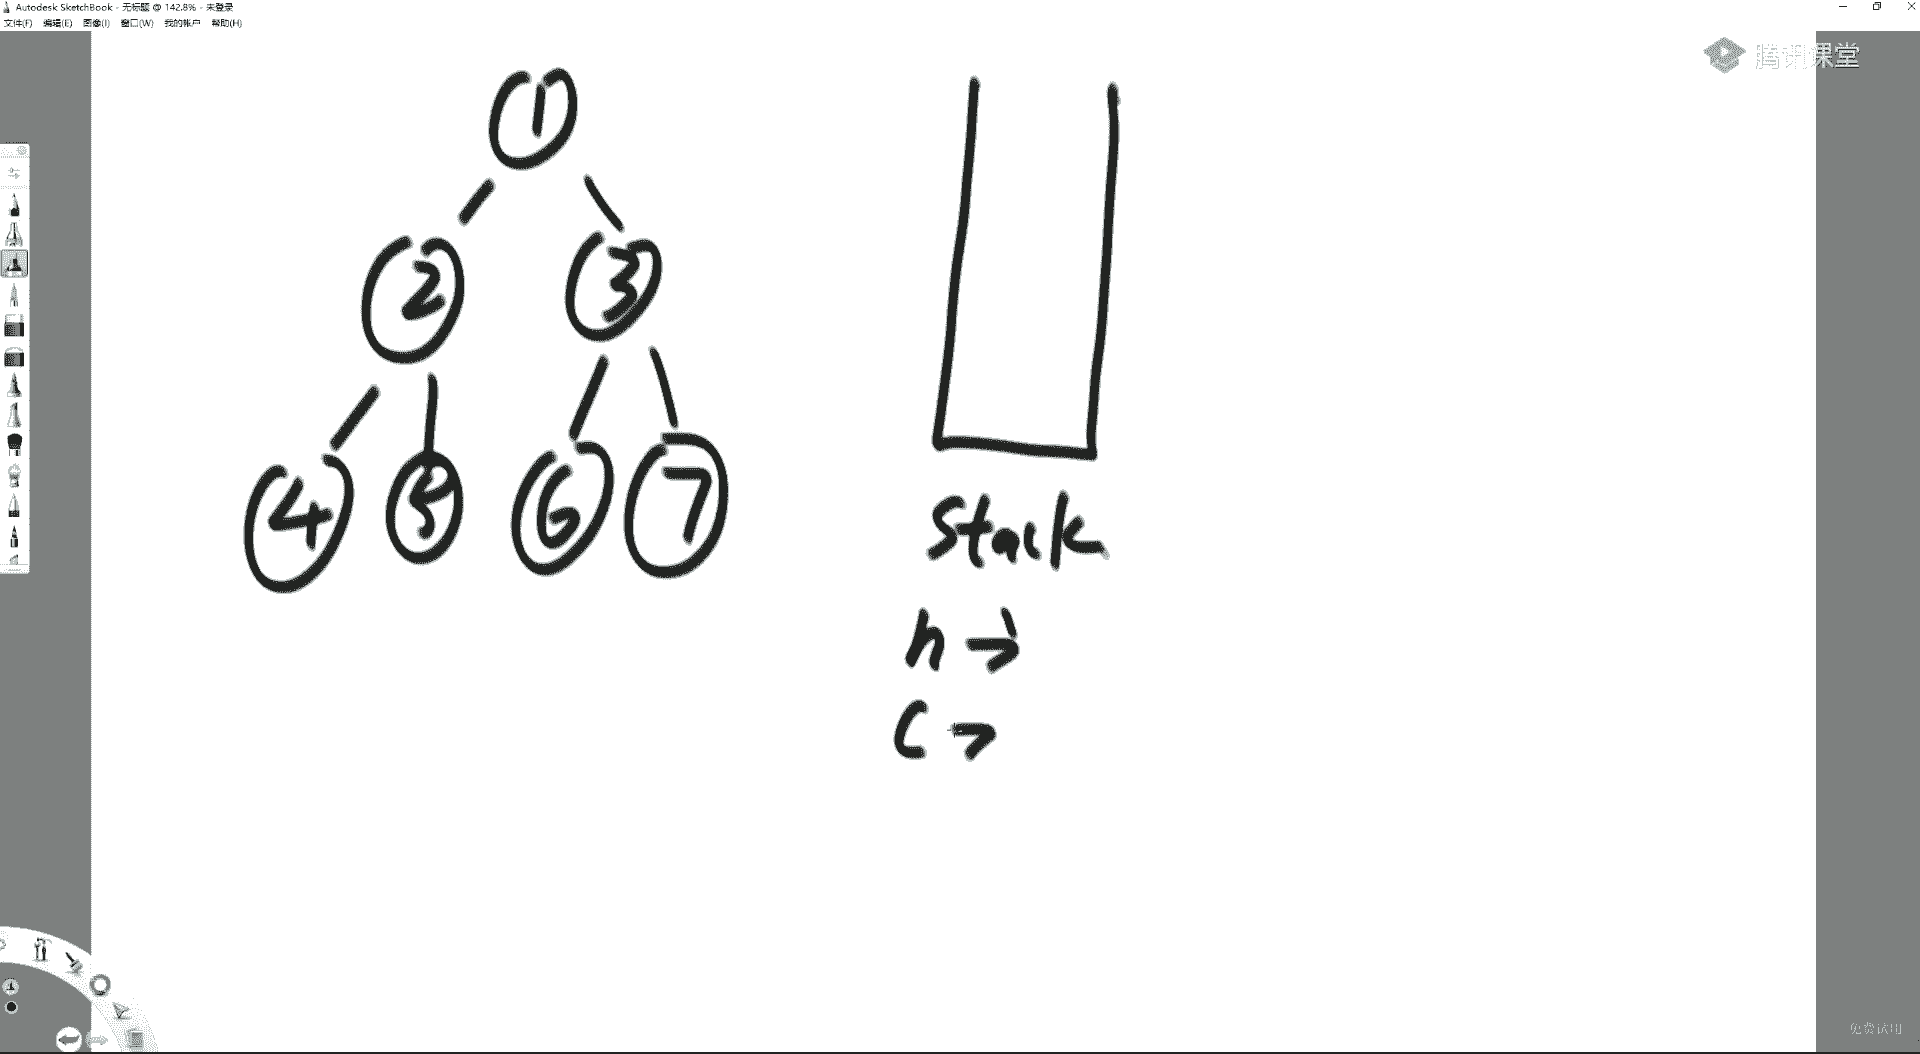 Autodesk SketchBook - 无标题 @ 142.8% - 未登录
文件(F) 编辑(E) 图像(I) 窗口(W) 我的帐户 帮助(H)
腾讯课堂
1
2 3
4 5 6 7
Stack
h →
C →
免费试用